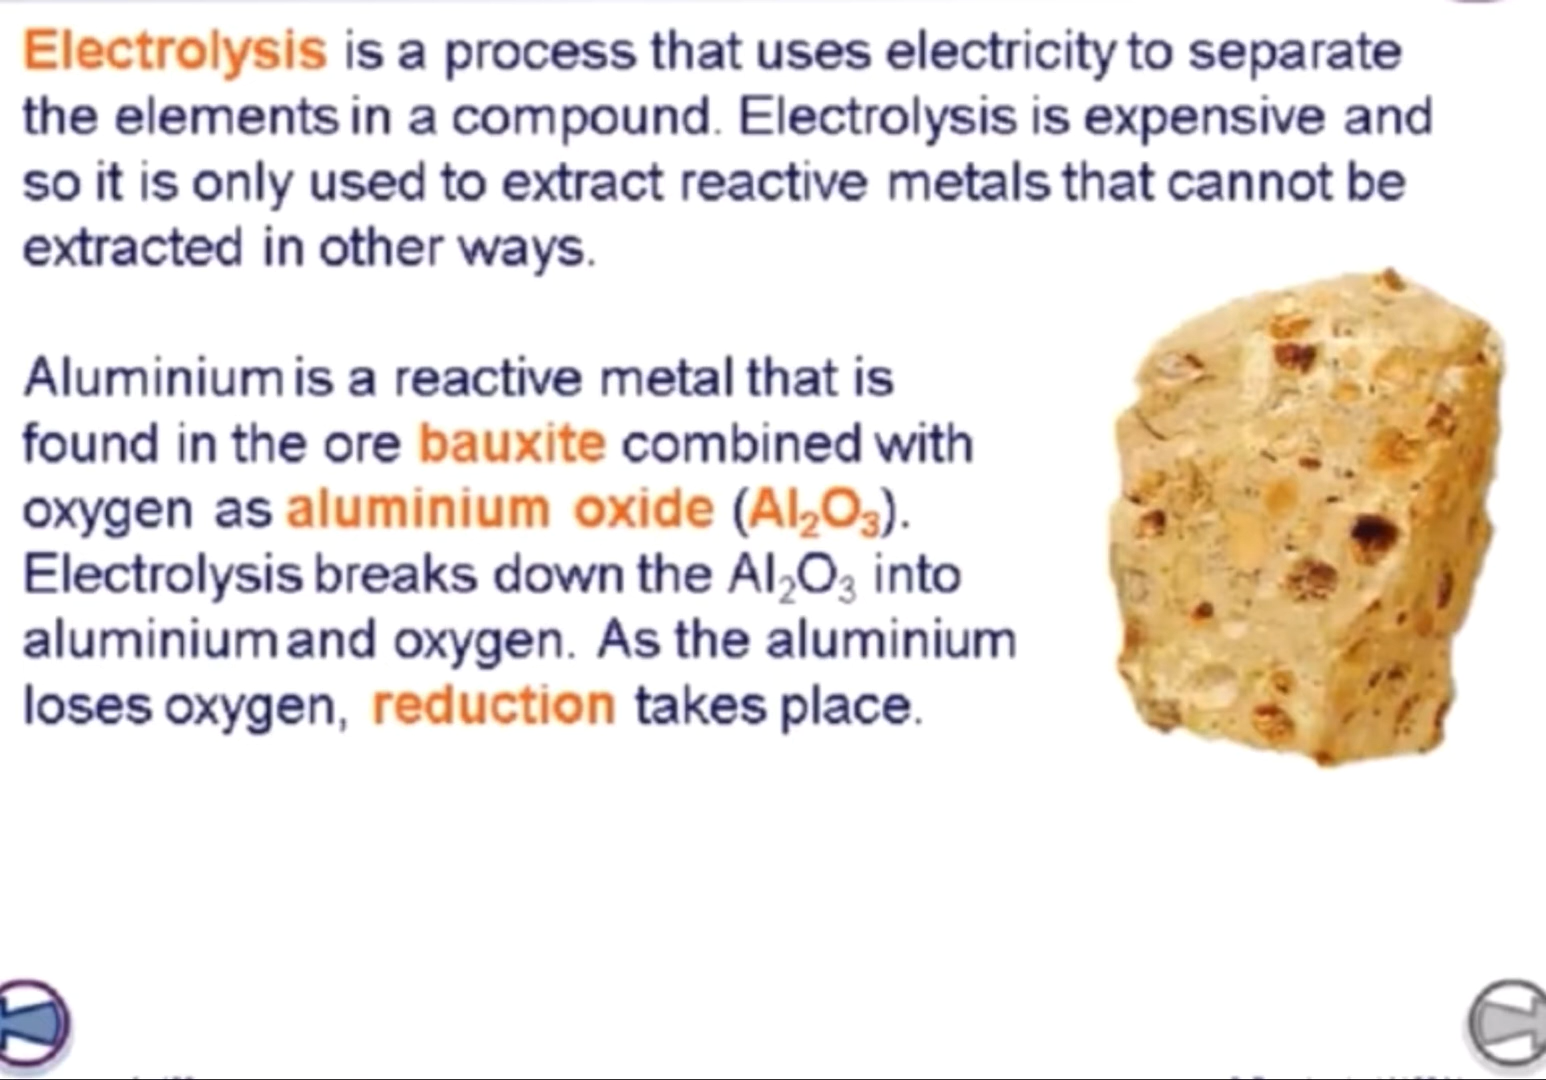 Electrolysis is a process that uses electricity to separate
the elements in a compound. Electrolysis is expensive and
so it is only used to extract reactive metals that cannot be
extracted in other ways.
Aluminium is a reactive metal that is
found in the ore bauxite combined with
oxygen as aluminium oxide (Al₂O₃).
Electrolysis breaks down the Al₂O₃ into
aluminium and oxygen. As the aluminium
loses oxygen, reduction takes place.